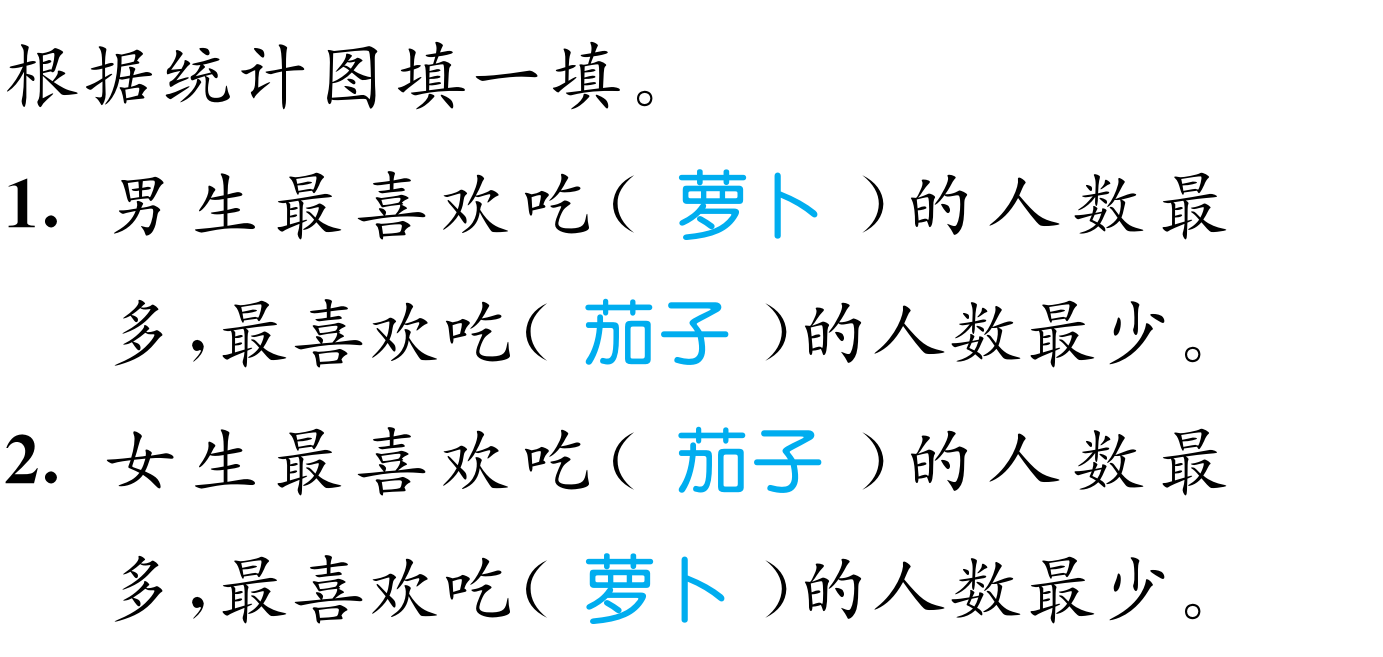 根据统计图填一填。
1. 男生最喜欢吃( 萝卜 )的人数最
多,最喜欢吃( 茄子 )的人数最少。
2. 女生最喜欢吃( 茄子 )的人数最
多,最喜欢吃( 萝卜 )的人数最少。